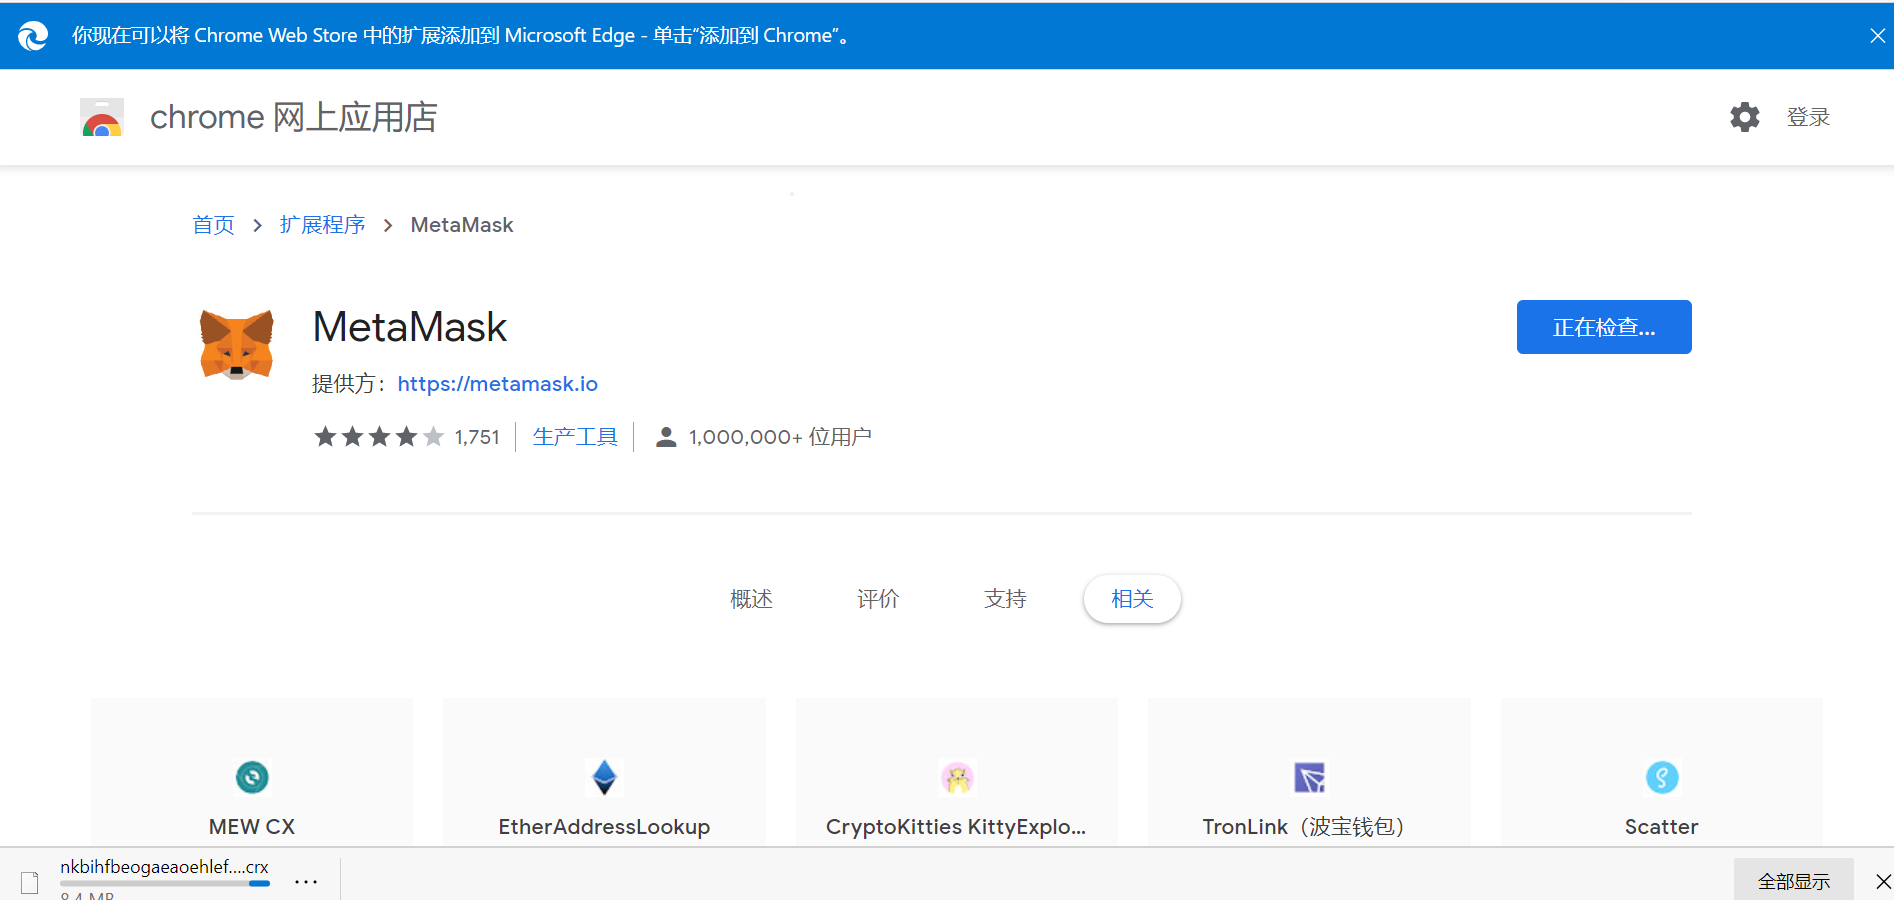 你现在可以将 Chrome Web Store 中的扩展添加到 Microsoft Edge - 单击“添加到 Chrome”。
chrome 网上应用店
登录
首页 > 扩展程序 > MetaMask
MetaMask
正在检查...
提供方： https://metamask.io
1,751 生产工具 1,000,000+ 位用户
概述 评价 支持 相关
MEW CX EtherAddressLookup CryptoKitties KittyExplo... TronLink（波宝钱包） Scatter
nkbihfbeogaeaoehlef....crx
全部显示
8.4 MB